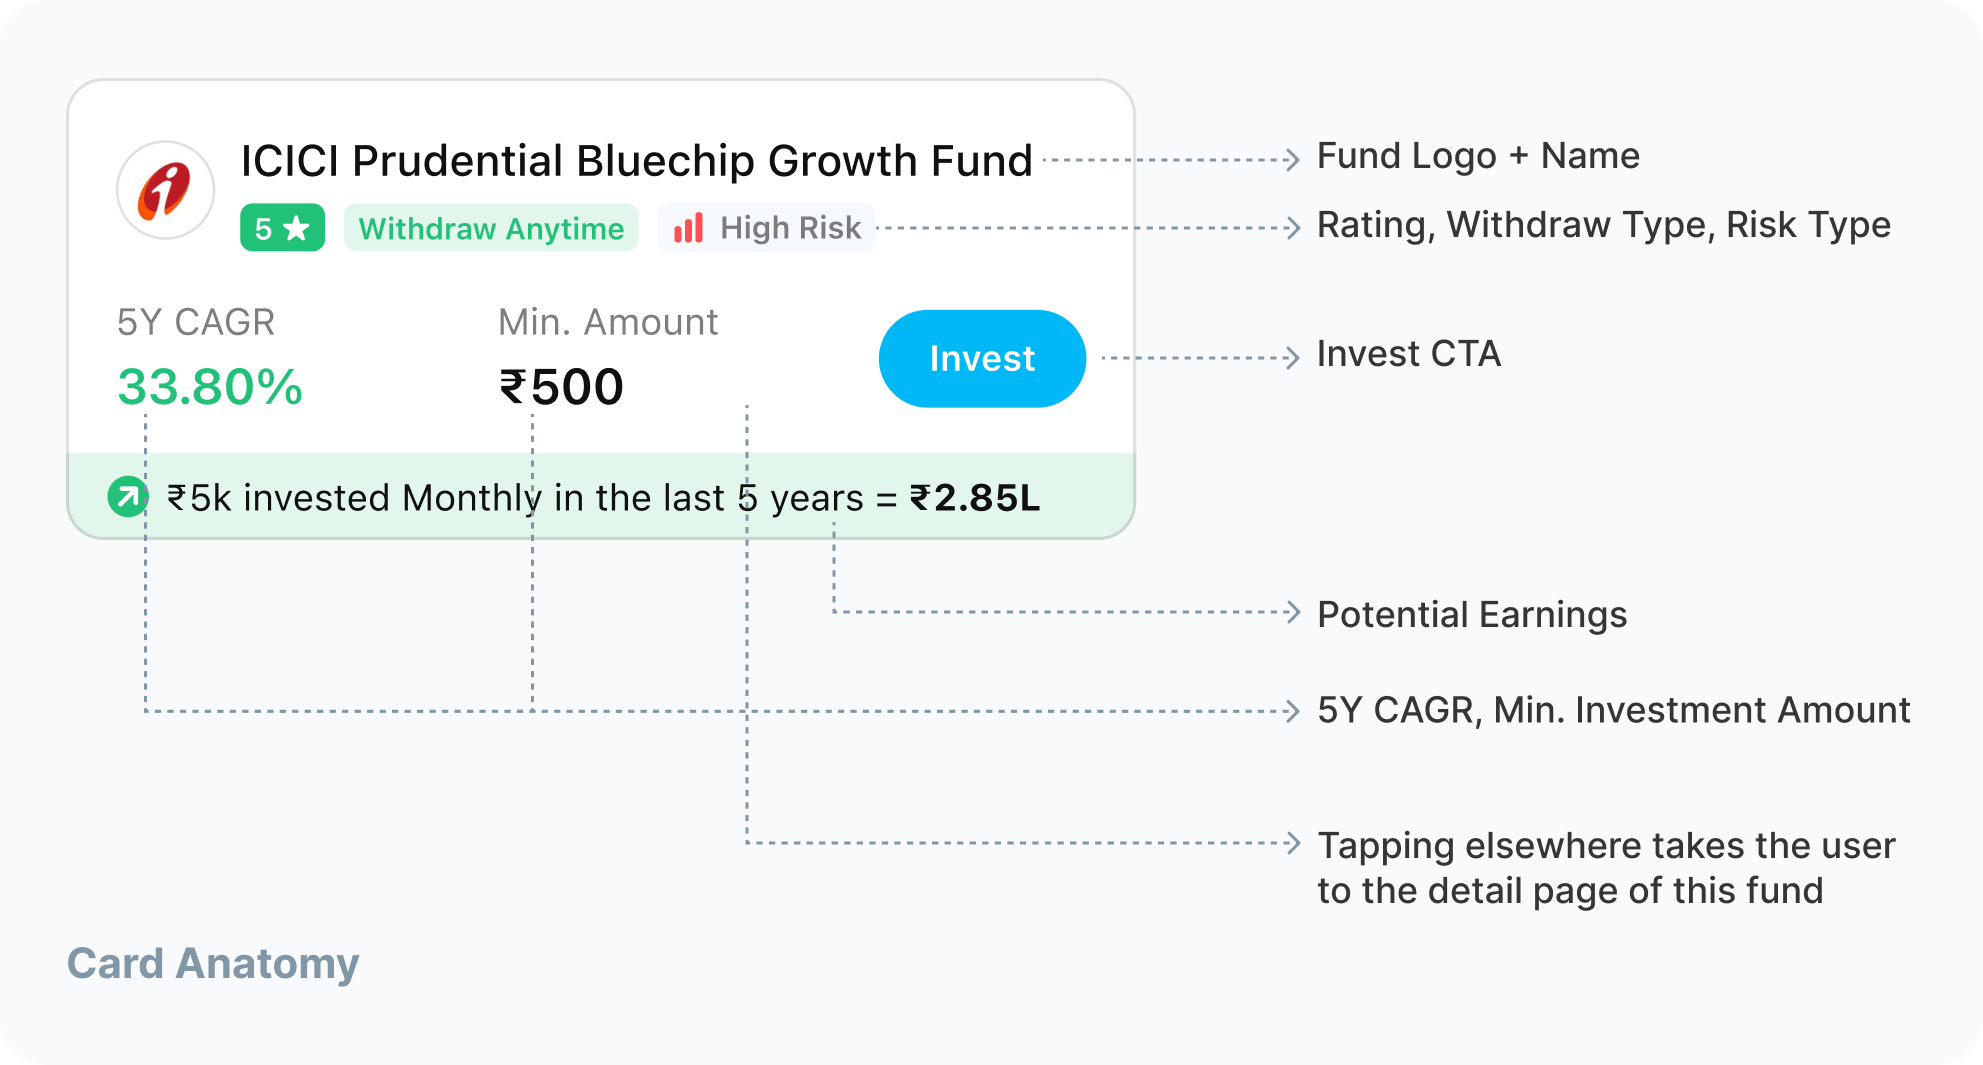 ICICI Prudential Bluechip Growth Fund
5 ★ Withdraw Anytime High Risk
5Y CAGR Min. Amount
33.80% ₹500
Invest
₹5k invested Monthly in the last 5 years = ₹2.85L
Fund Logo + Name
Rating, Withdraw Type, Risk Type
Invest CTA
Potential Earnings
5Y CAGR, Min. Investment Amount
Tapping elsewhere takes the user
to the detail page of this fund
Card Anatomy